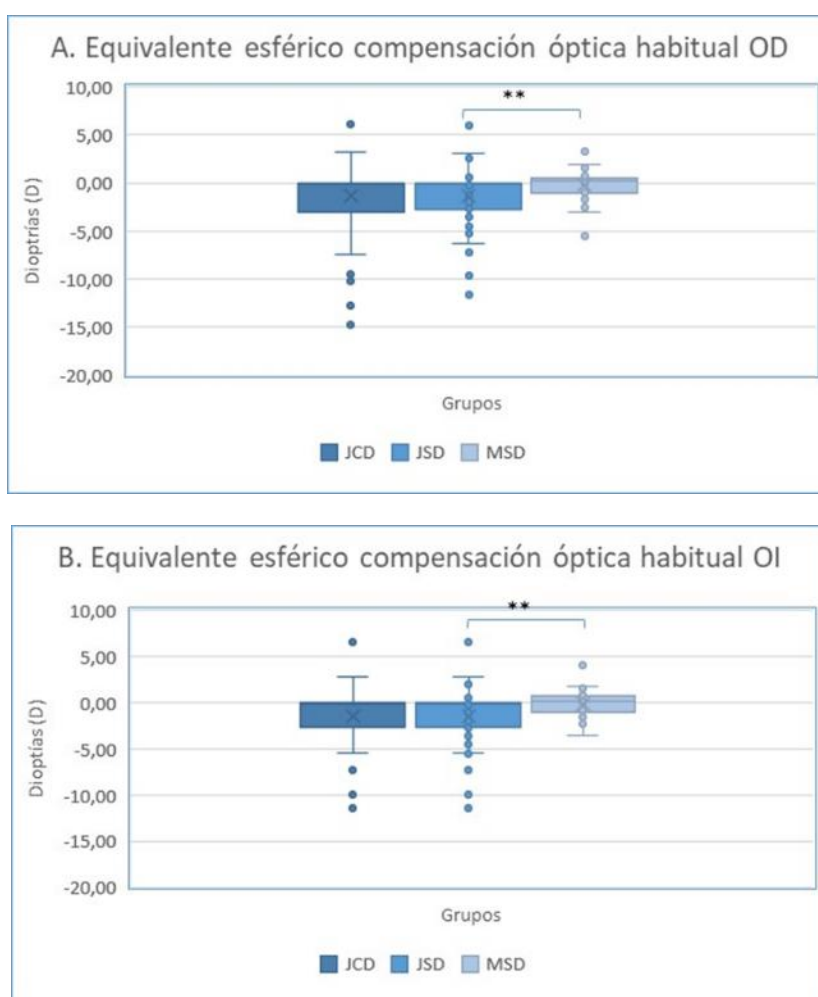 A. Equivalente esférico compensación óptica habitual OD
10,00
**
5,00
0,00
-5,00
-10,00
-15,00
-20,00
Dioptrías (D)
Grupos
JCD JSD MSD
B. Equivalente esférico compensación óptica habitual OI
10,00
**
5,00
0,00
-5,00
-10,00
-15,00
-20,00
Dioptías (D)
Grupos
JCD JSD MSD